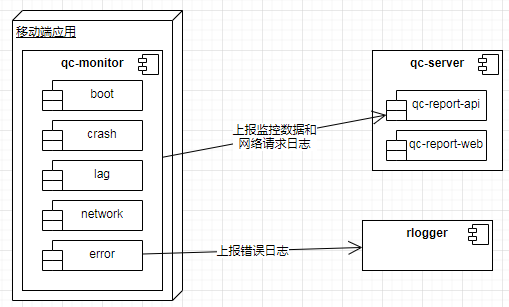 移动端应用
qc-monitor
boot
crash
lag
network
error
上报监控数据和
网络请求日志
上报错误日志
qc-server
qc-report-api
qc-report-web
rlogger